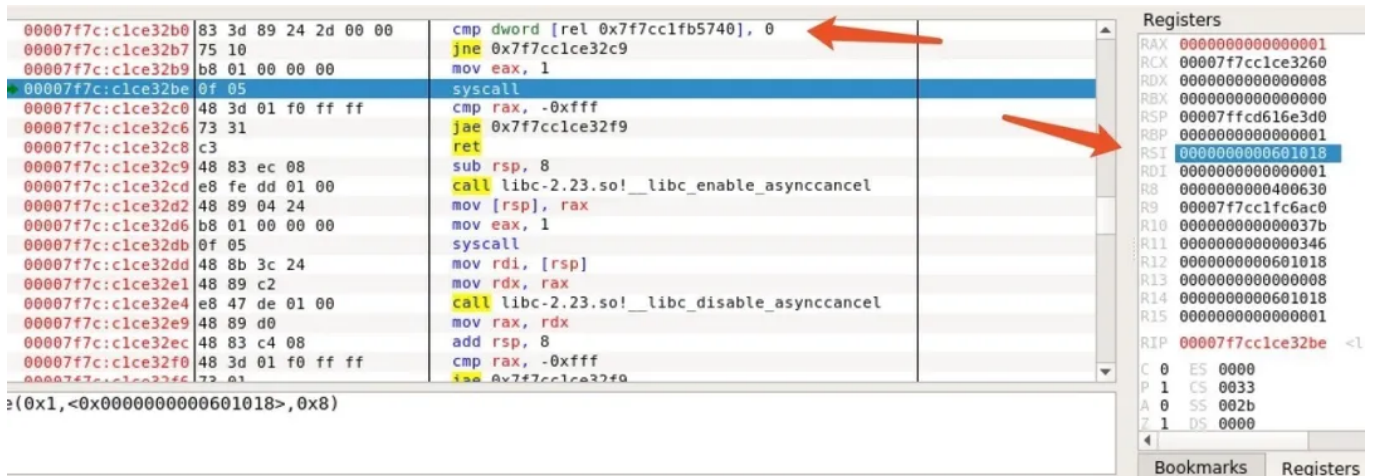 00007f7c:c1ce32b0 83 3d 89 24 2d 00 00 cmp dword [rel 0x7f7cc1fb5740], 0
00007f7c:c1ce32b7 75 10 jne 0x7f7cc1ce32c9
00007f7c:c1ce32b9 b8 01 00 00 00 mov eax, 1
00007f7c:c1ce32be 0f 05 syscall
00007f7c:c1ce32c0 48 3d 01 f0 ff ff cmp rax, -0xfff
00007f7c:c1ce32c6 73 31 jae 0x7f7cc1ce32f9
00007f7c:c1ce32c8 c3 ret
00007f7c:c1ce32c9 48 83 ec 08 sub rsp, 8
00007f7c:c1ce32cd e8 fe dd 01 00 call libc-2.23.so!__libc_enable_asynccancel
00007f7c:c1ce32d2 48 89 04 24 mov [rsp], rax
00007f7c:c1ce32d6 b8 01 00 00 00 mov eax, 1
00007f7c:c1ce32db 0f 05 syscall
00007f7c:c1ce32dd 48 8b 3c 24 mov rdi, [rsp]
00007f7c:c1ce32e1 48 89 c2 mov rdx, rax
00007f7c:c1ce32e4 e8 47 de 01 00 call libc-2.23.so!__libc_disable_asynccancel
00007f7c:c1ce32e9 48 89 d0 mov rax, rdx
00007f7c:c1ce32ec 48 83 c4 08 add rsp, 8
00007f7c:c1ce32f0 48 3d 01 f0 ff ff cmp rax, -0xfff
00007f7c:c1ce32f6 73 01 jae 0x7f7cc1ce32f9
e(0x1,<0x0000000000601018>,0x8)
Registers
RAX 0000000000000001
RCX 00007f7cc1ce3260
RDX 0000000000000008
RBX 0000000000000000
RSP 00007ffcd616e3d0
RBP 0000000000000001
RSI 0000000000601018
RDI 0000000000000001
R8 0000000000400630
R9 00007f7cc1fc6ac0
R10 000000000000037b
R11 0000000000000346
R12 0000000000601018
R13 0000000000000008
R14 0000000000601018
R15 0000000000000001
RIP 00007f7cc1ce32be <l
C 0 ES 0000
P 1 CS 0033
A 0 SS 002b
Z 1 DS 0000
Bookmarks Registers